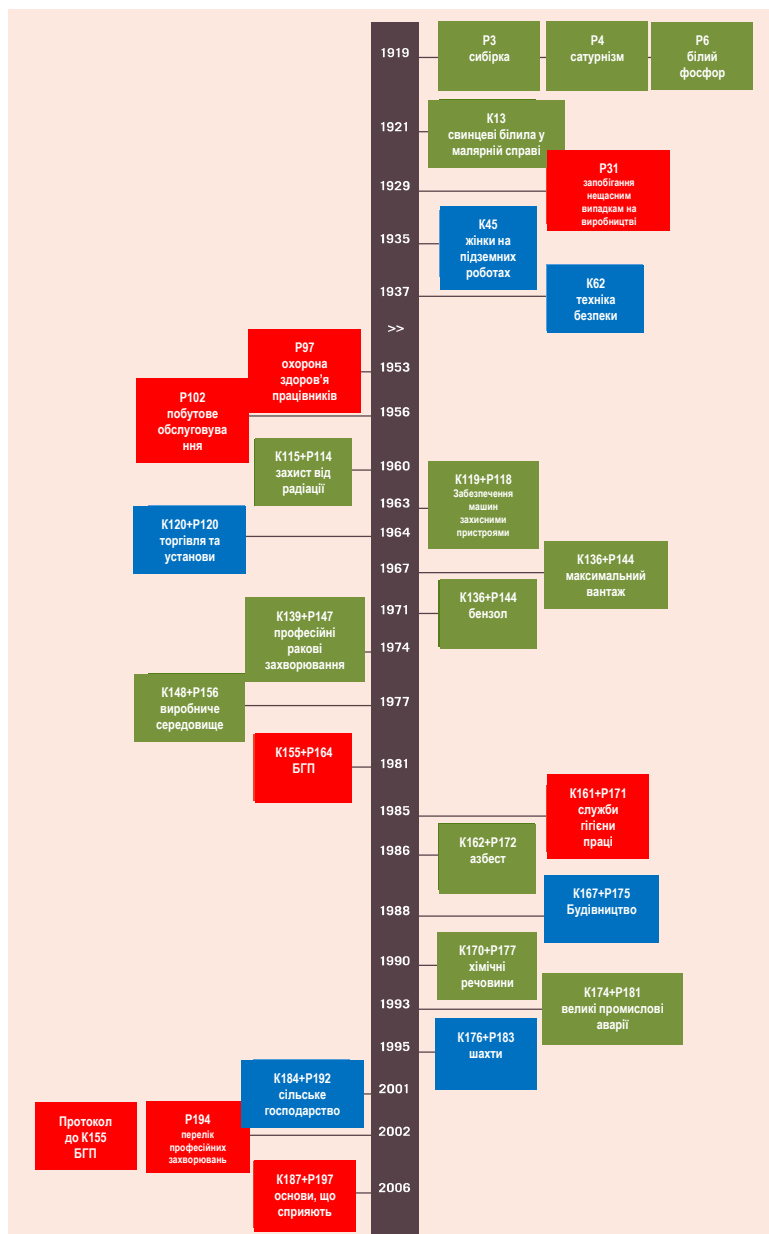 1919
Р3
сибірка
Р4
сатурнізм
Р6
білий
фосфор
1921
К13
свинцеві білила у
малярній справі
1929
Р31
запобігання
нещасним
випадкам на
виробництві
1935
К45
жінки на
підземних
роботах
1937
К62
техніка
безпеки
>>
1953
Р97
охорона
здоров'я
працівників
1956
Р102
побутове
обслуговува
ння
1960
К115+Р114
захист від
радіації
1963
К119+Р118
Забезпечення
машин
захисними
пристроями
1964
К120+Р120
торгівля та
установи
1967
К136+Р144
максимальний
вантаж
1971
К136+Р144
бензол
1974
К139+Р147
професійні
ракові
захворювання
1977
К148+Р156
виробниче
середовище
1981
К155+Р164
БГП
1985
К161+Р171
служби
гігієни
праці
1986
К162+Р172
азбест
1988
К167+Р175
Будівництво
1990
К170+Р177
хімічні
речовини
1993
К174+Р181
великі промислові
аварії
1995
К176+Р183
шахти
2001
К184+Р192
сільське
господарство
2002
Протокол
до К155
БГП
Р194
перелік
професійних
захворювань
2006
К187+Р197
основи, що
сприяють